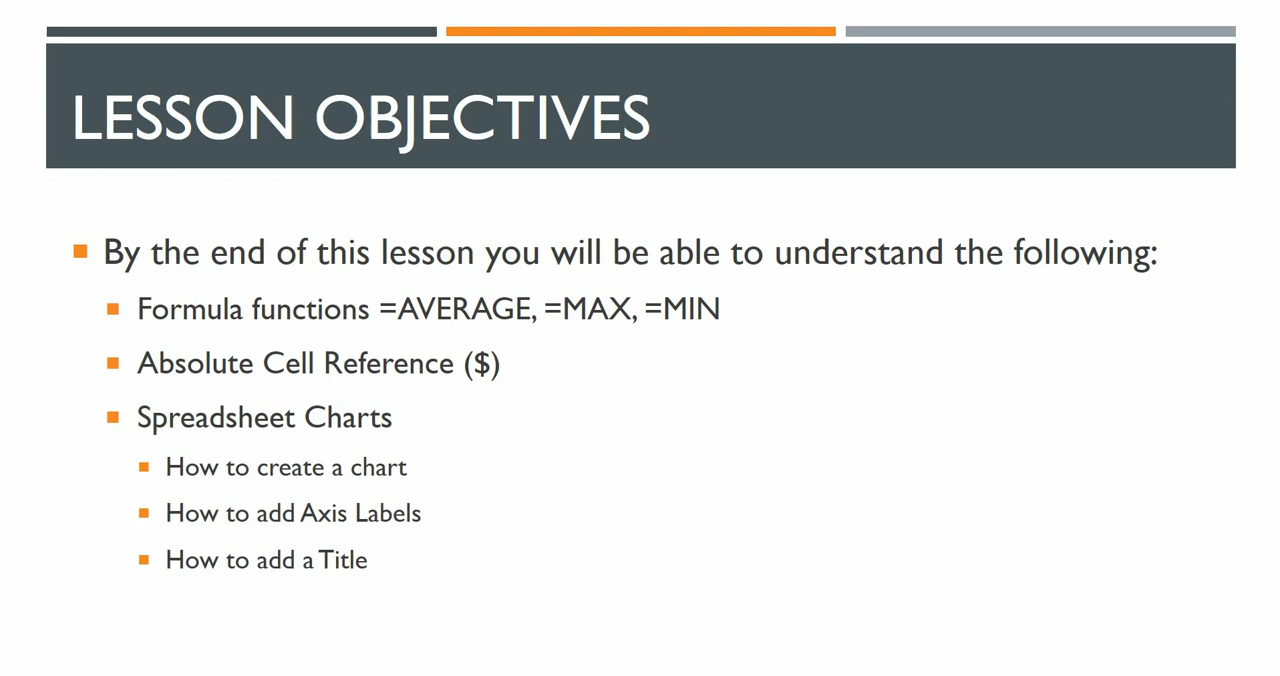 LESSON OBJECTIVES
By the end of this lesson you will be able to understand the following:
Formula functions =AVERAGE, =MAX, =MIN
Absolute Cell Reference ($)
Spreadsheet Charts
How to create a chart
How to add Axis Labels
How to add a Title